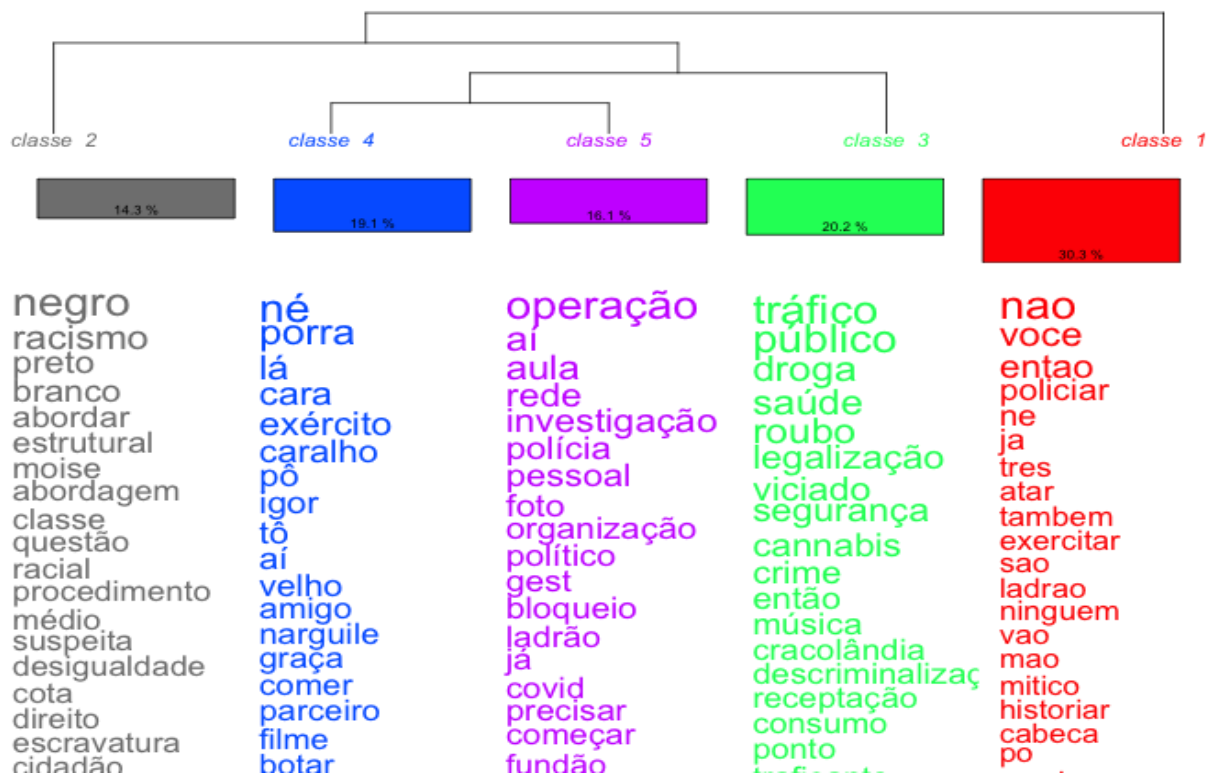 classe 2
classe 4
classe 5
classe 3
classe 1
14.3 %
19.1 %
16.1 %
20.2 %
30.3 %
negro
racismo
preto
branco
abordar
estrutural
moise
abordagem
classe
questão
racial
procedimento
médio
suspeita
desigualdade
cota
direito
escravatura
cidadão
né
porra
lá
cara
exército
caralho
pô
igor
tô
aí
velho
amigo
narguile
graça
comer
parceiro
filme
botar
operação
aí
aula
rede
investigação
polícia
pessoal
foto
organização
político
gest
bloqueio
ladrão
já
covid
precisar
começar
fundão
tráfico
público
droga
saúde
roubo
legalização
viciado
segurança
cannabis
crime
então
música
cracolândia
descriminalizaç
receptação
consumo
ponto
nao
voce
entao
policiar
ne
ja
tres
atar
tambem
exercitar
sao
ladrao
ninguem
vao
mao
mitico
historiar
cabeca
po